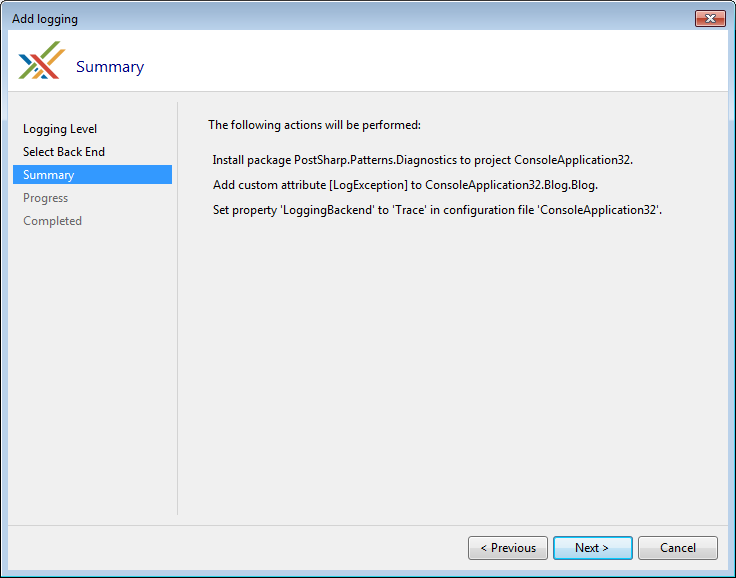 Add logging
Summary
Logging Level
Select Back End
Summary
Progress
Completed
The following actions will be performed:
Install package PostSharp.Patterns.Diagnostics to project ConsoleApplication32.
Add custom attribute [LogException] to ConsoleApplication32.Blog.Blog.
Set property 'LoggingBackend' to 'Trace' in configuration file 'ConsoleApplication32'.
< Previous
Next >
Cancel